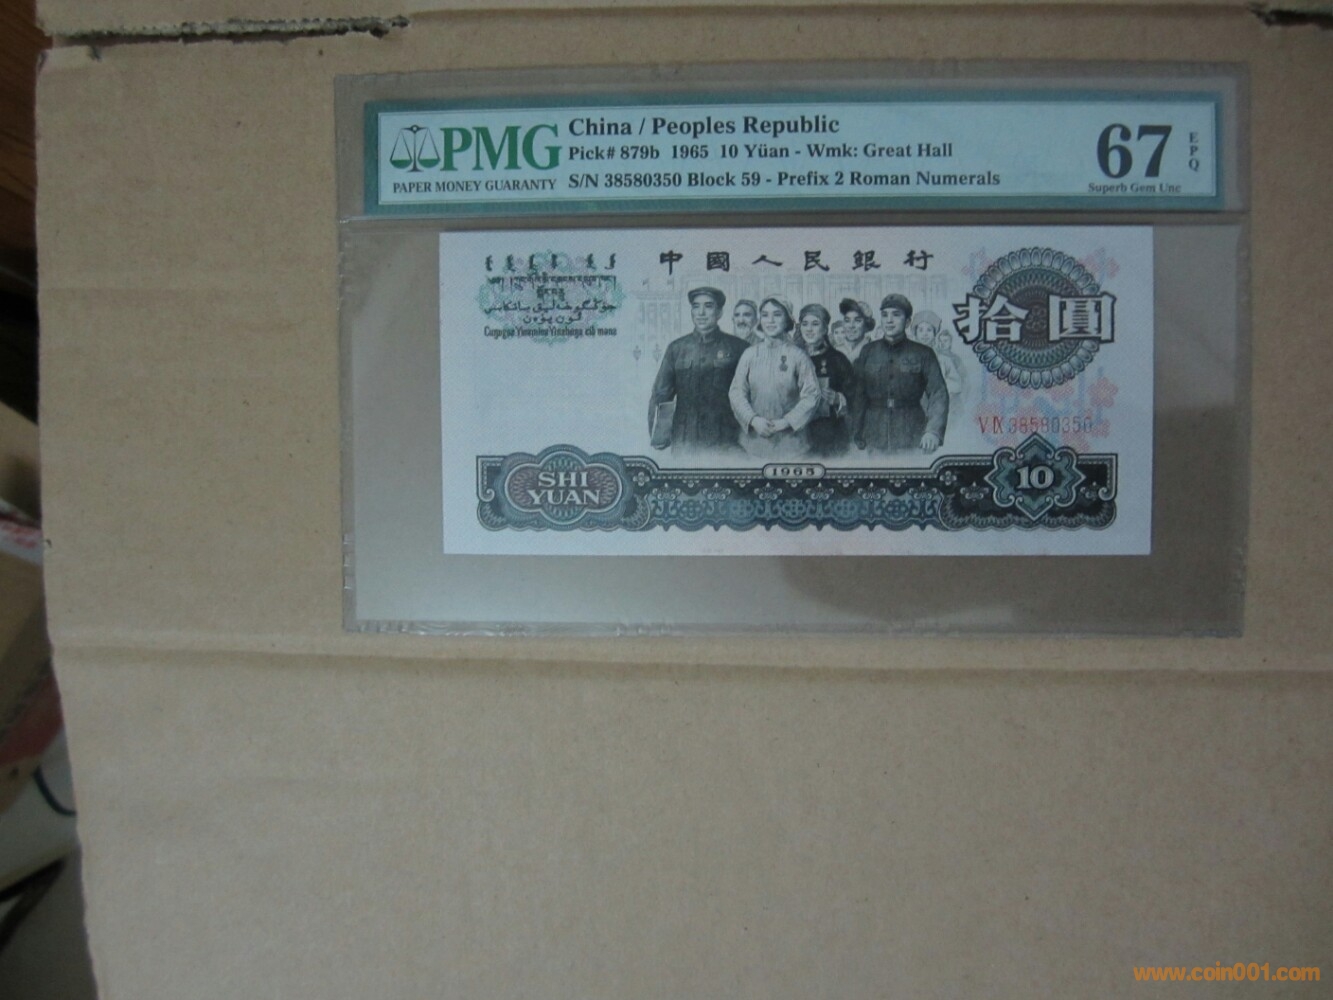 PMG
PAPER MONEY GUARANTY
China / Peoples Republic
Pick# 879b 1965 10 Yüan - Wmk: Great Hall
S/N 38580350 Block 59 - Prefix 2 Roman Numerals
67
EPQ
Superb Gem Unc
中國人民銀行
拾圓
VIX 38580350
1965
SHI
YUAN
10
www.coin001.com